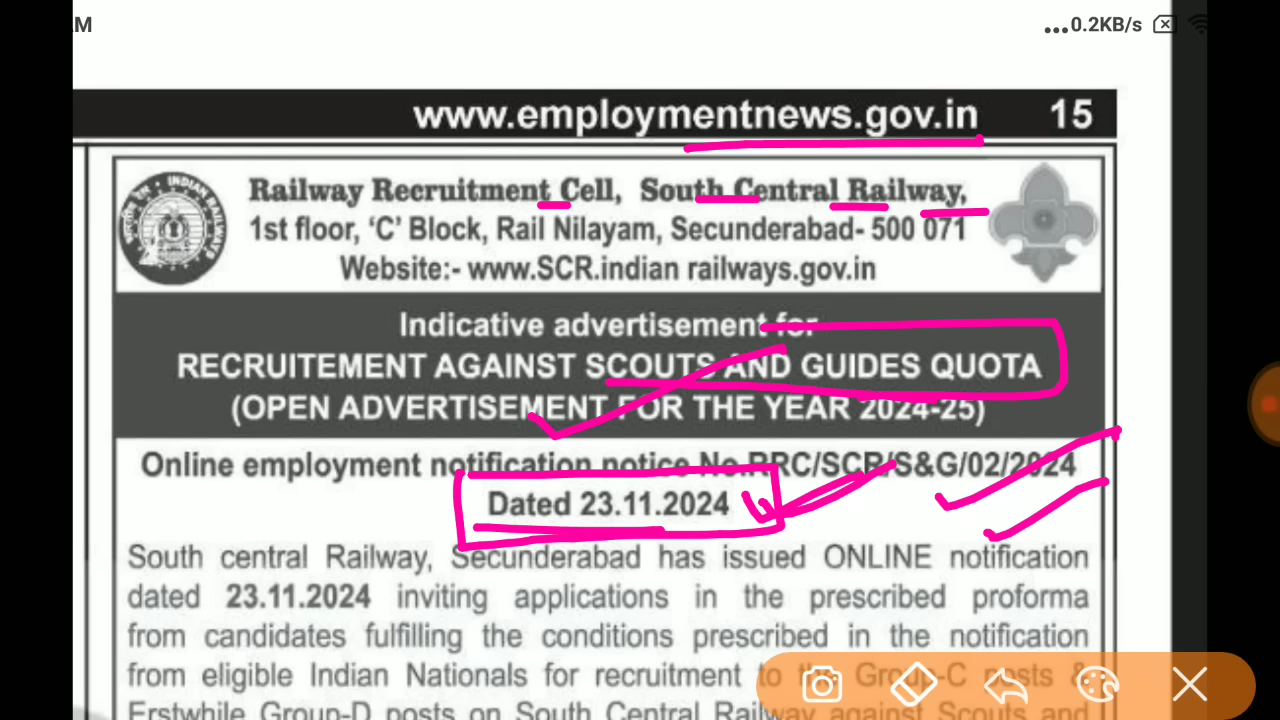 AM
...0.2KB/s
www.employmentnews.gov.in 15
Railway Recruitment Cell, South Central Railway,
1st floor, ‘C’ Block, Rail Nilayam, Secunderabad- 500 071
Website:- www.SCR.indian railways.gov.in
Indicative advertisement for
RECRUITEMENT AGAINST SCOUTS AND GUIDES QUOTA
(OPEN ADVERTISEMENT FOR THE YEAR 2024-25)
Online employment notification notice No.RRC/SCR/S&G/02/2024
Dated 23.11.2024
South central Railway, Secunderabad has issued ONLINE notification
dated 23.11.2024 inviting applications in the prescribed proforma
from candidates fulfilling the conditions prescribed in the notification
from eligible Indian Nationals for recruitment to the Group-C posts &
Erstwhile Group-D posts on South Central Railway against Scouts and